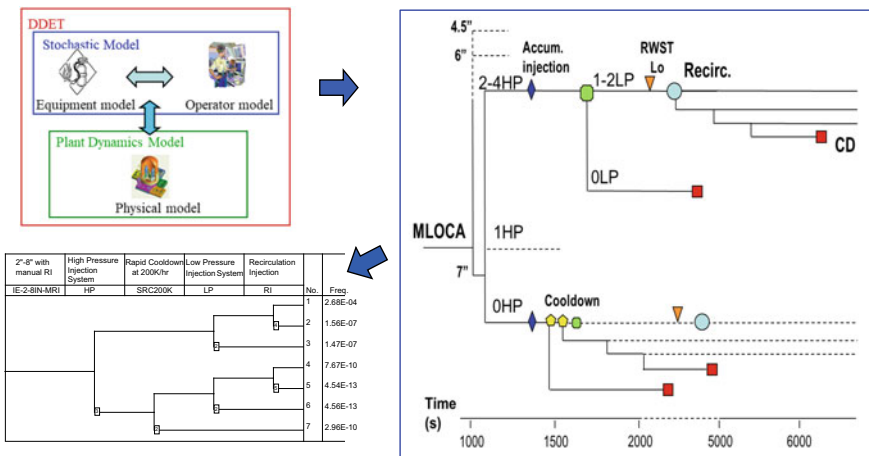 DDET
Stochastic Model
Equipment model
Operator model
Plant Dynamics Model
Physical model
4.5”
6”
Accum.
injection
RWST
Lo
Recirc.
2-4HP
1-2LP
CD
0LP
1HP
MLOCA
7”
0HP
Cooldown
Time
(s)
1000 1500 2000 5000 6000
2"-8" with
manual RI
High Pressure
Injection
System
Rapid Cooldown
at 200K/hr
Low Pressure
Injection System
Recirculation
Injection
No. Freq.
IE-2-8IN-MRI HP SRC200K LP RI
1 2.68E-04
2 1.56E-07
3 1.47E-07
4 7.67E-10
5 4.54E-13
6 4.56E-13
7 2.96E-10